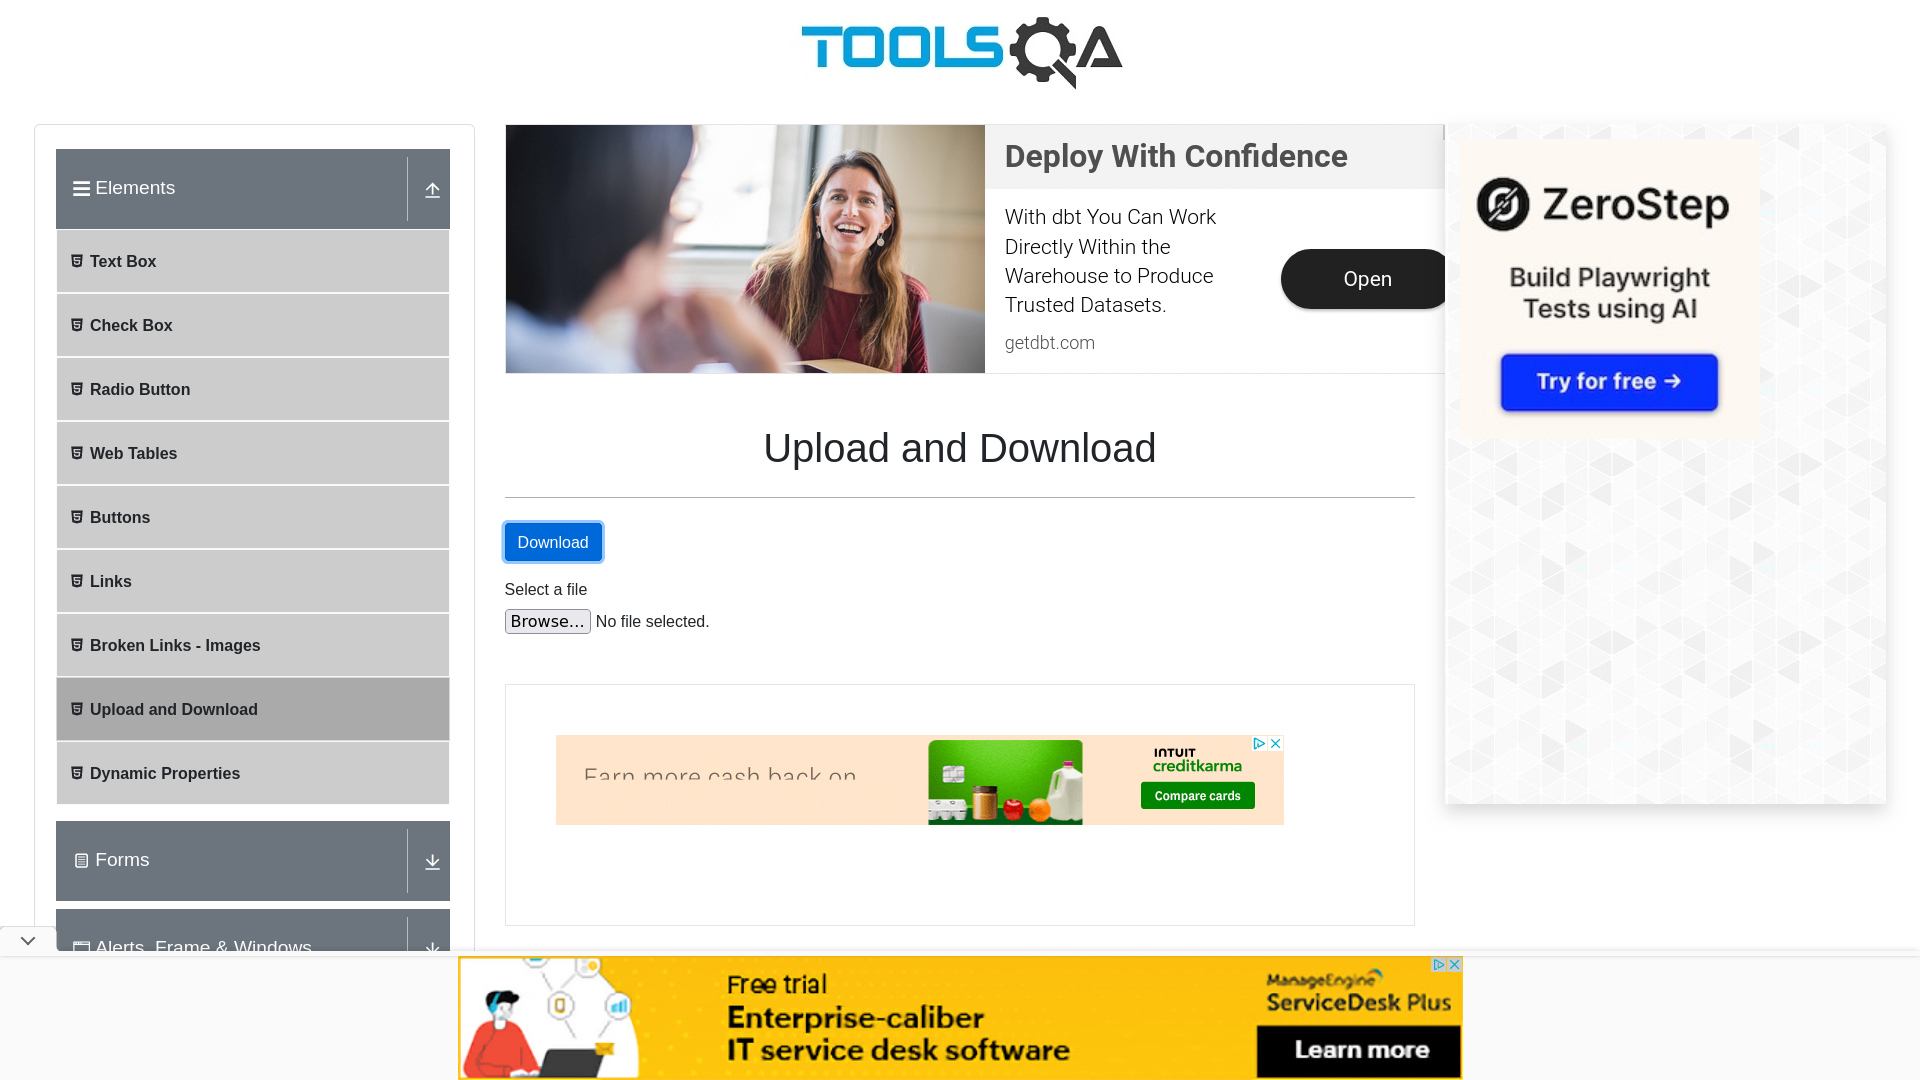 TOOLSQA
Elements
Text Box
Check Box
Radio Button
Web Tables
Buttons
Links
Broken Links - Images
Upload and Download
Dynamic Properties
Forms
Alerts, Frame & Windows
Deploy With Confidence
With dbt You Can Work
Directly Within the
Warehouse to Produce
Trusted Datasets.
getdbt.com
Open
Upload and Download
Download
Select a file
Browse... No file selected.
Earn more cash back on
INTUIT
creditkarma
Compare cards
ZeroStep
Build Playwright
Tests using AI
Try for free →
Free trial
Enterprise-caliber
IT service desk software
ManageEngine
ServiceDesk Plus
Learn more